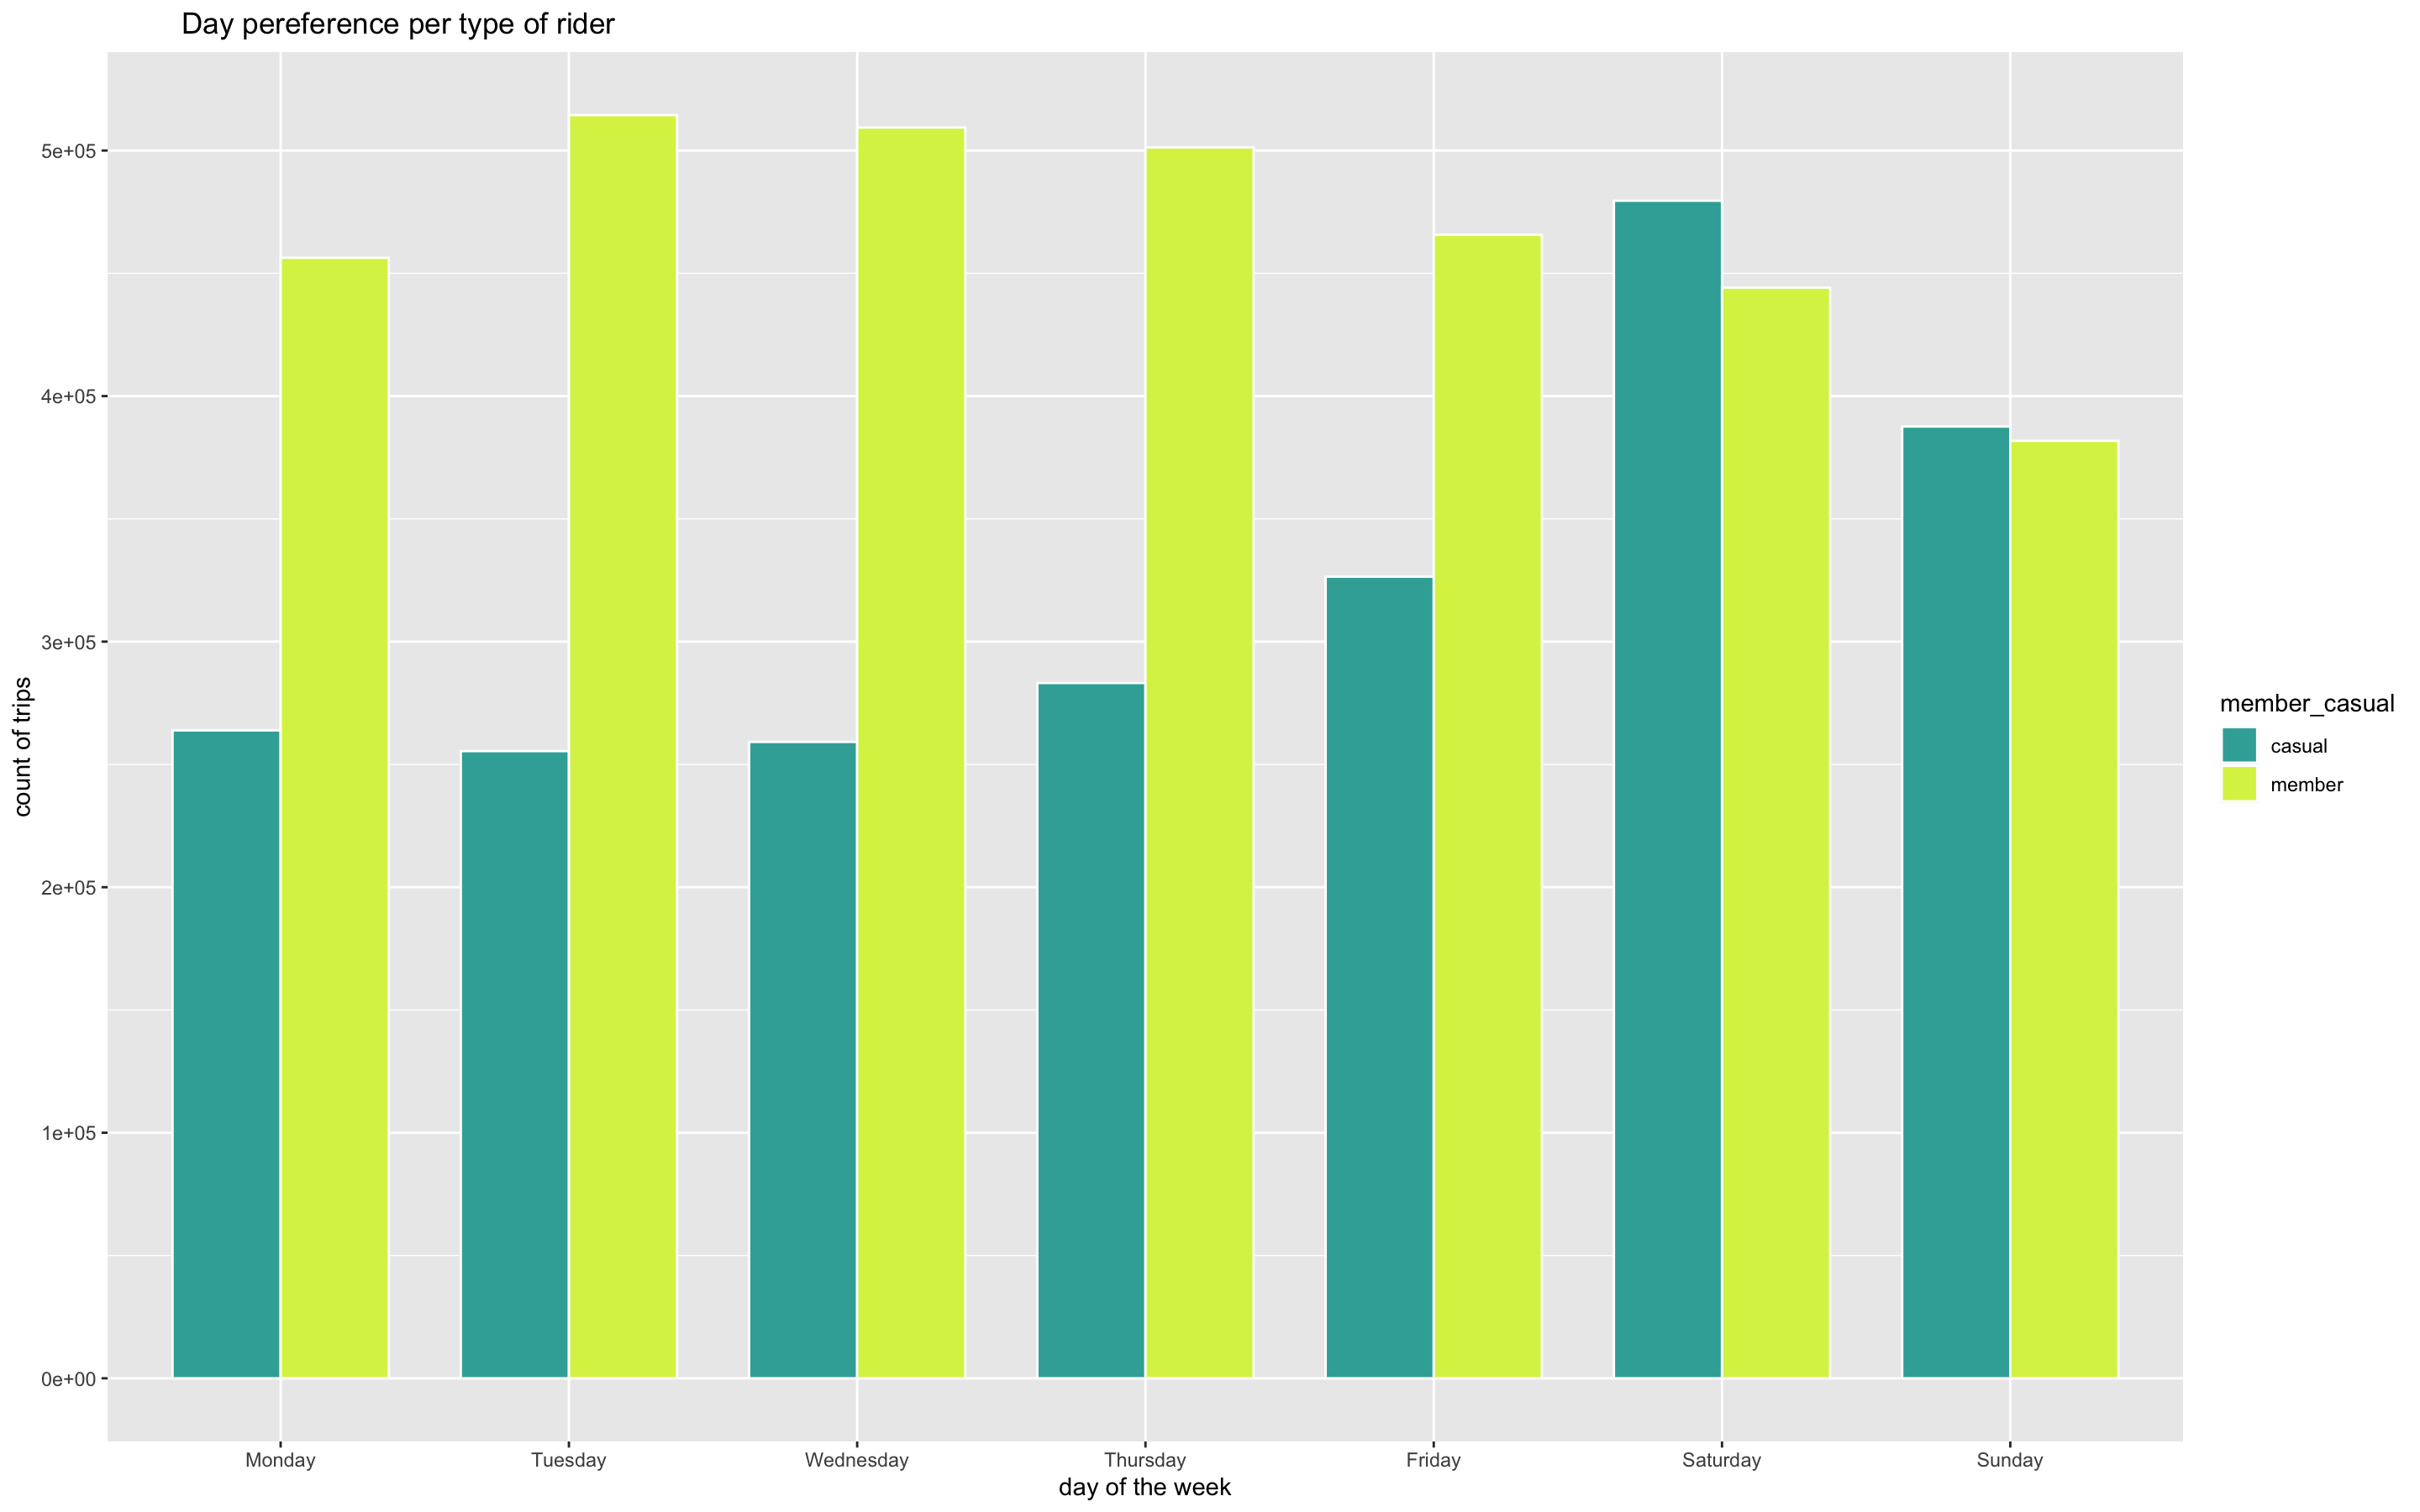 Day pereference per type of rider
5e+05
4e+05
3e+05
2e+05
1e+05
0e+00
count of trips
Monday
Tuesday
Wednesday
Thursday
Friday
Saturday
Sunday
day of the week
member_casual
casual
member